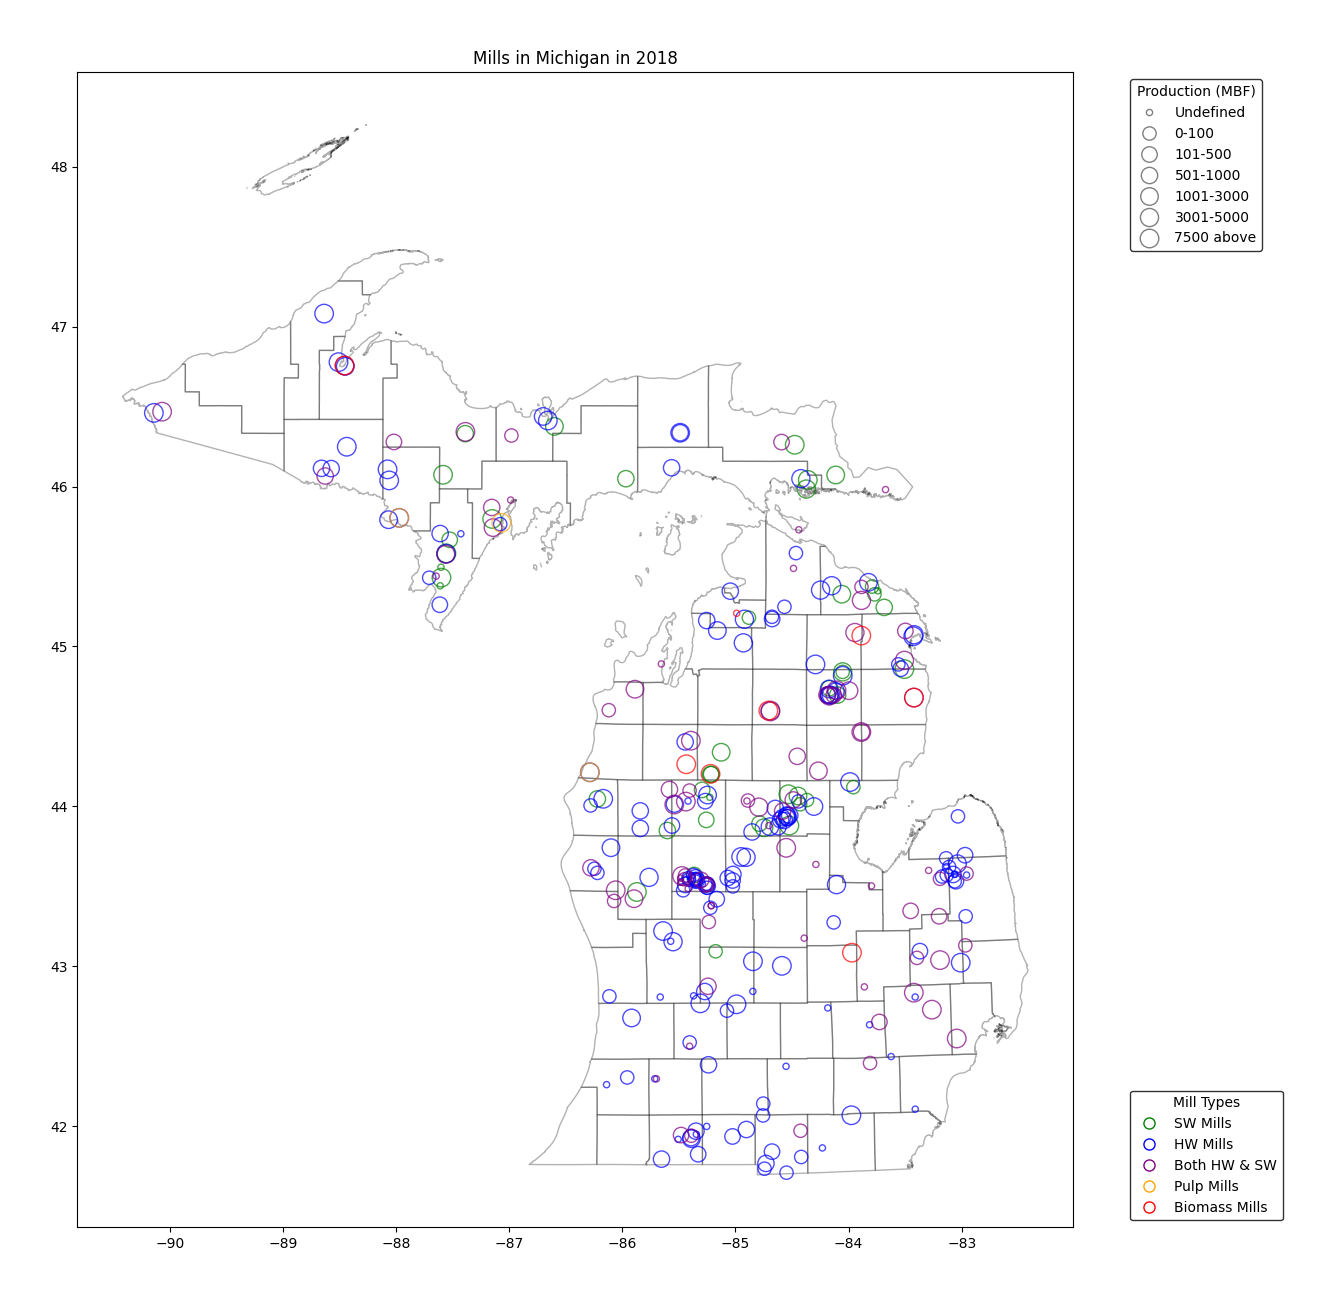 Mills in Michigan in 2018
Production (MBF)
Undefined
0-100
101-500
501-1000
1001-3000
3001-5000
7500 above
48
47
46
45
44
43
42
−90
−89
−88
−87
−86
−85
−84
−83
Mill Types
SW Mills
HW Mills
Both HW & SW
Pulp Mills
Biomass Mills